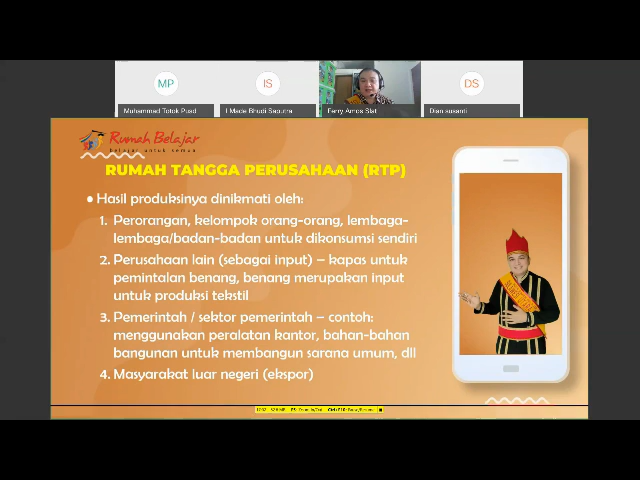 MP
IS
DS
Muhammad Totok Puad
I Made Bhudi Saputra
Ferry Amos Slat
Dian susanti
Rumah Belajar
belajar untuk semua
RUMAH TANGGA PERUSAHAAN (RTP)
• Hasil produksinya dinikmati oleh:
1. Perorangan, kelompok orang-orang, lembaga-
lembaga/badan-badan untuk dikonsumsi sendiri
2. Perusahaan lain (sebagai input) – kapas untuk
pemintalan benang, benang merupakan input
untuk produksi tekstil
3. Pemerintah / sektor pemerintah – contoh:
menggunakan peralatan kantor, bahan-bahan
bangunan untuk membangun sarana umum, dll
4. Masyarakat luar negeri (ekspor)